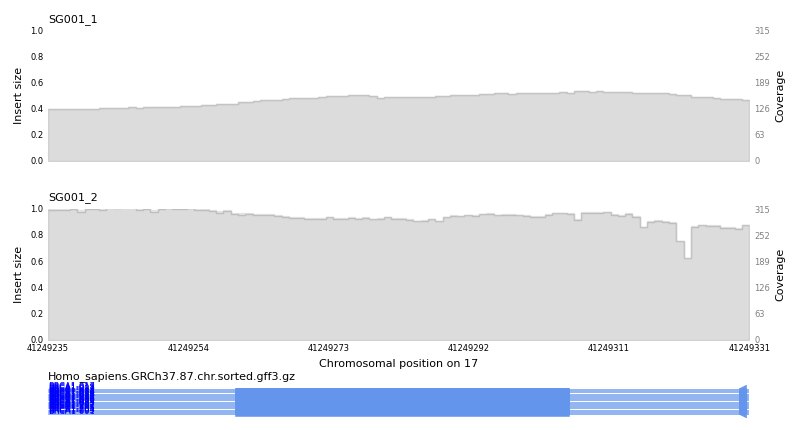 SG001_1
1.0
0.8
0.6
0.4
0.2
0.0
Insert size
315
252
189
126
63
0
Coverage
SG001_2
1.0
0.8
0.6
0.4
0.2
0.0
Insert size
315
252
189
126
63
0
Coverage
41249235 41249254 41249273 41249292 41249311 41249331
Chromosomal position on 17
Homo_sapiens.GRCh37.87.chr.sorted.gff3.gz